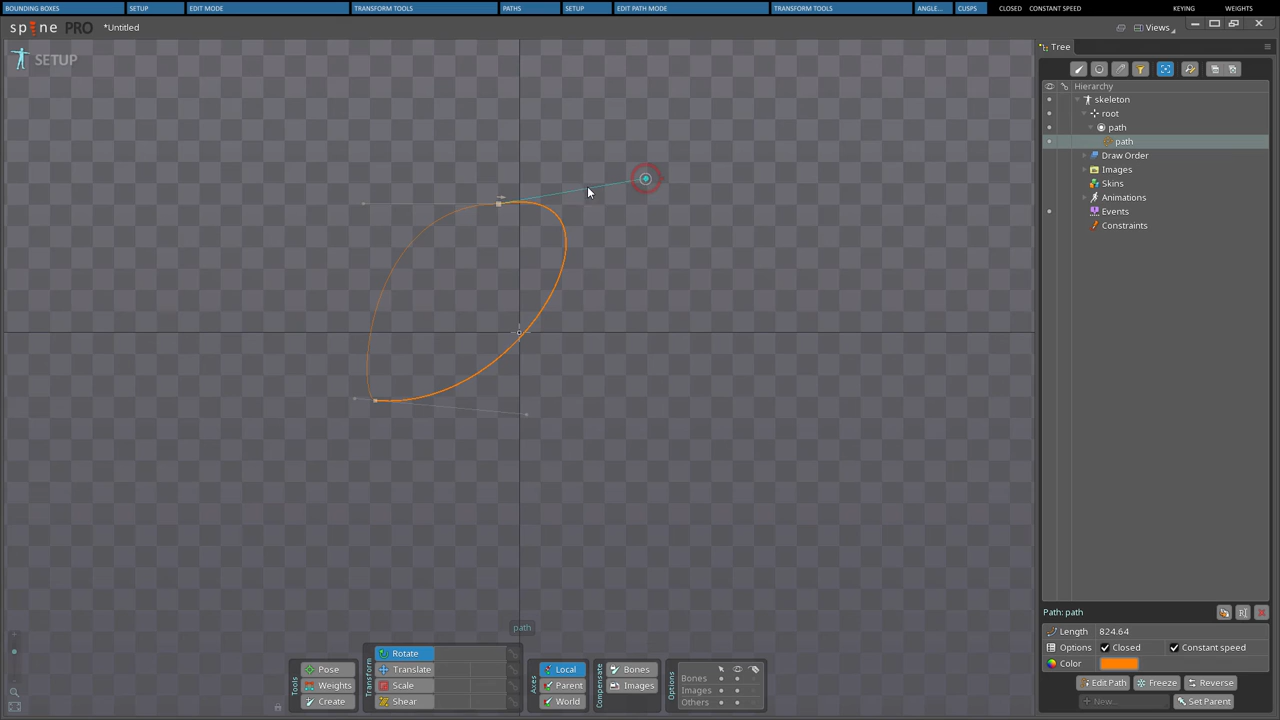 BOUNDING BOXES SETUP EDIT MODE TRANSFORM TOOLS PATHS SETUP EDIT PATH MODE TRANSFORM TOOLS ANGLE... CUSPS CLOSED CONSTANT SPEED KEYING WEIGHTS
spine PRO *Untitled Views
SETUP
Tree
Hierarchy
skeleton
root
path
path
Draw Order
Images
Skins
Animations
Events
Constraints
path
Path: path
Length 824.64
Options Closed Constant speed
Color
Edit Path Freeze Reverse
New... Set Parent
Tools
Pose
Weights
Create
Transform
Rotate
Translate
Scale
Shear
Axes
Local
Parent
World
Compensate
Bones
Images
Options
Bones
Images
Others